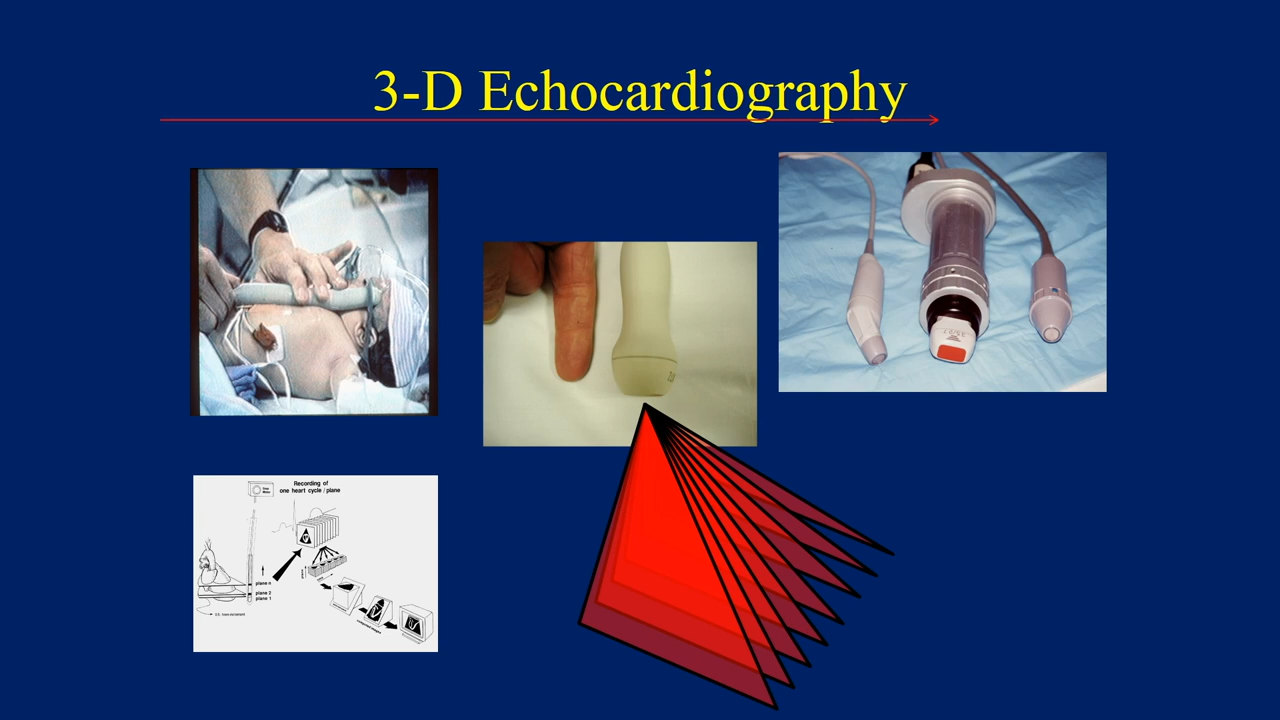 3-D Echocardiography
Recording of
one heart cycle / plane
plane n
plane 2
plane 1